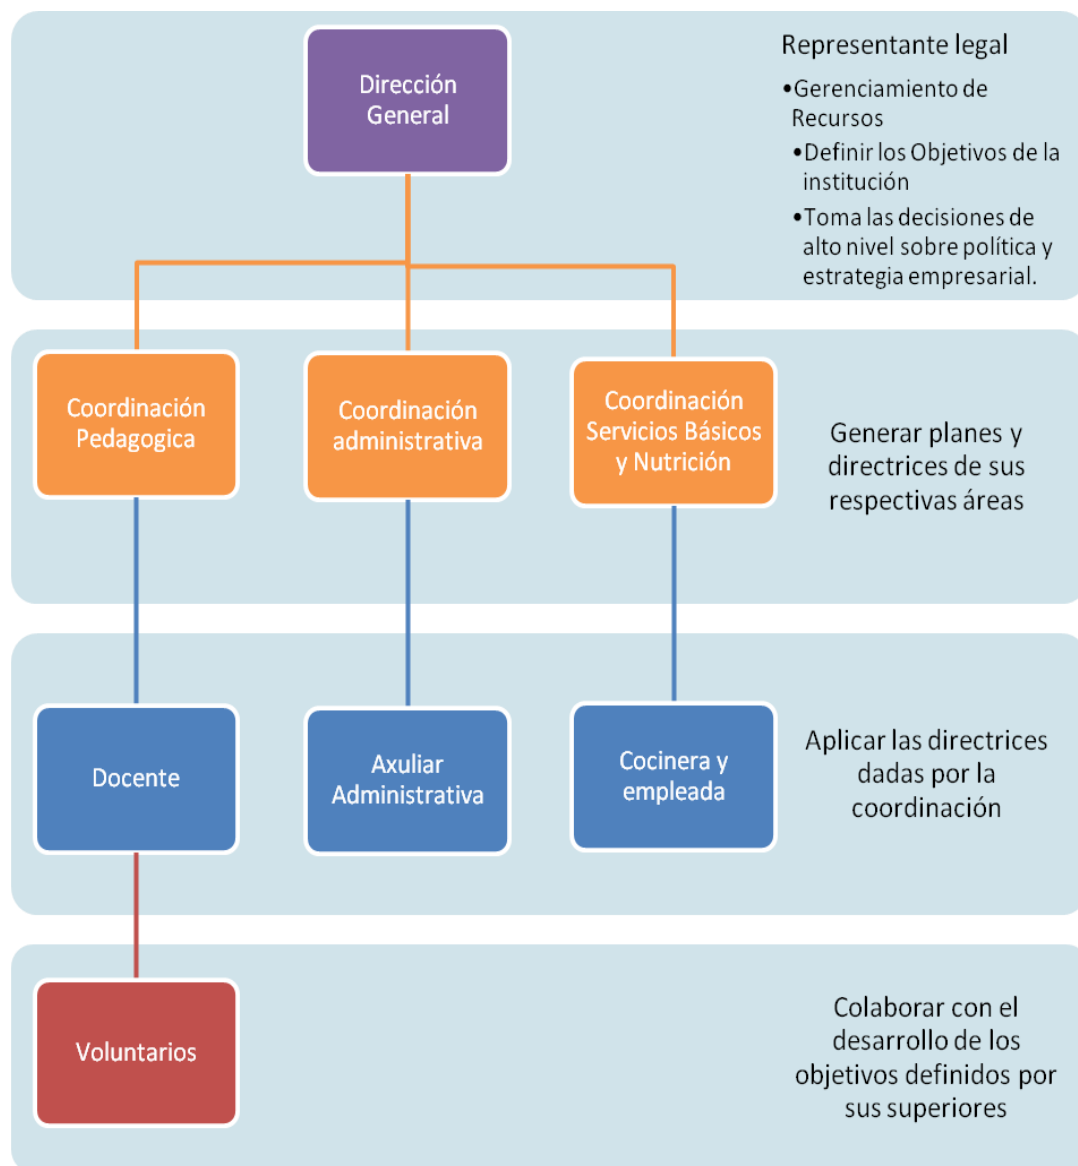 Dirección
General
Representante legal
•Gerenciamiento de
Recursos
•Definir los Objetivos de la
institución
•Toma las decisiones de
alto nivel sobre política y
estrategia empresarial.
Coordinación
Pedagogica
Coordinación
administrativa
Coordinación
Servicios Básicos
y Nutrición
Generar planes y
directrices de sus
respectivas áreas
Docente
Axuliar
Administrativa
Cocinera y
empleada
Aplicar las directrices
dadas por la
coordinación
Voluntarios
Colaborar con el
desarrollo de los
objetivos definidos por
sus superiores